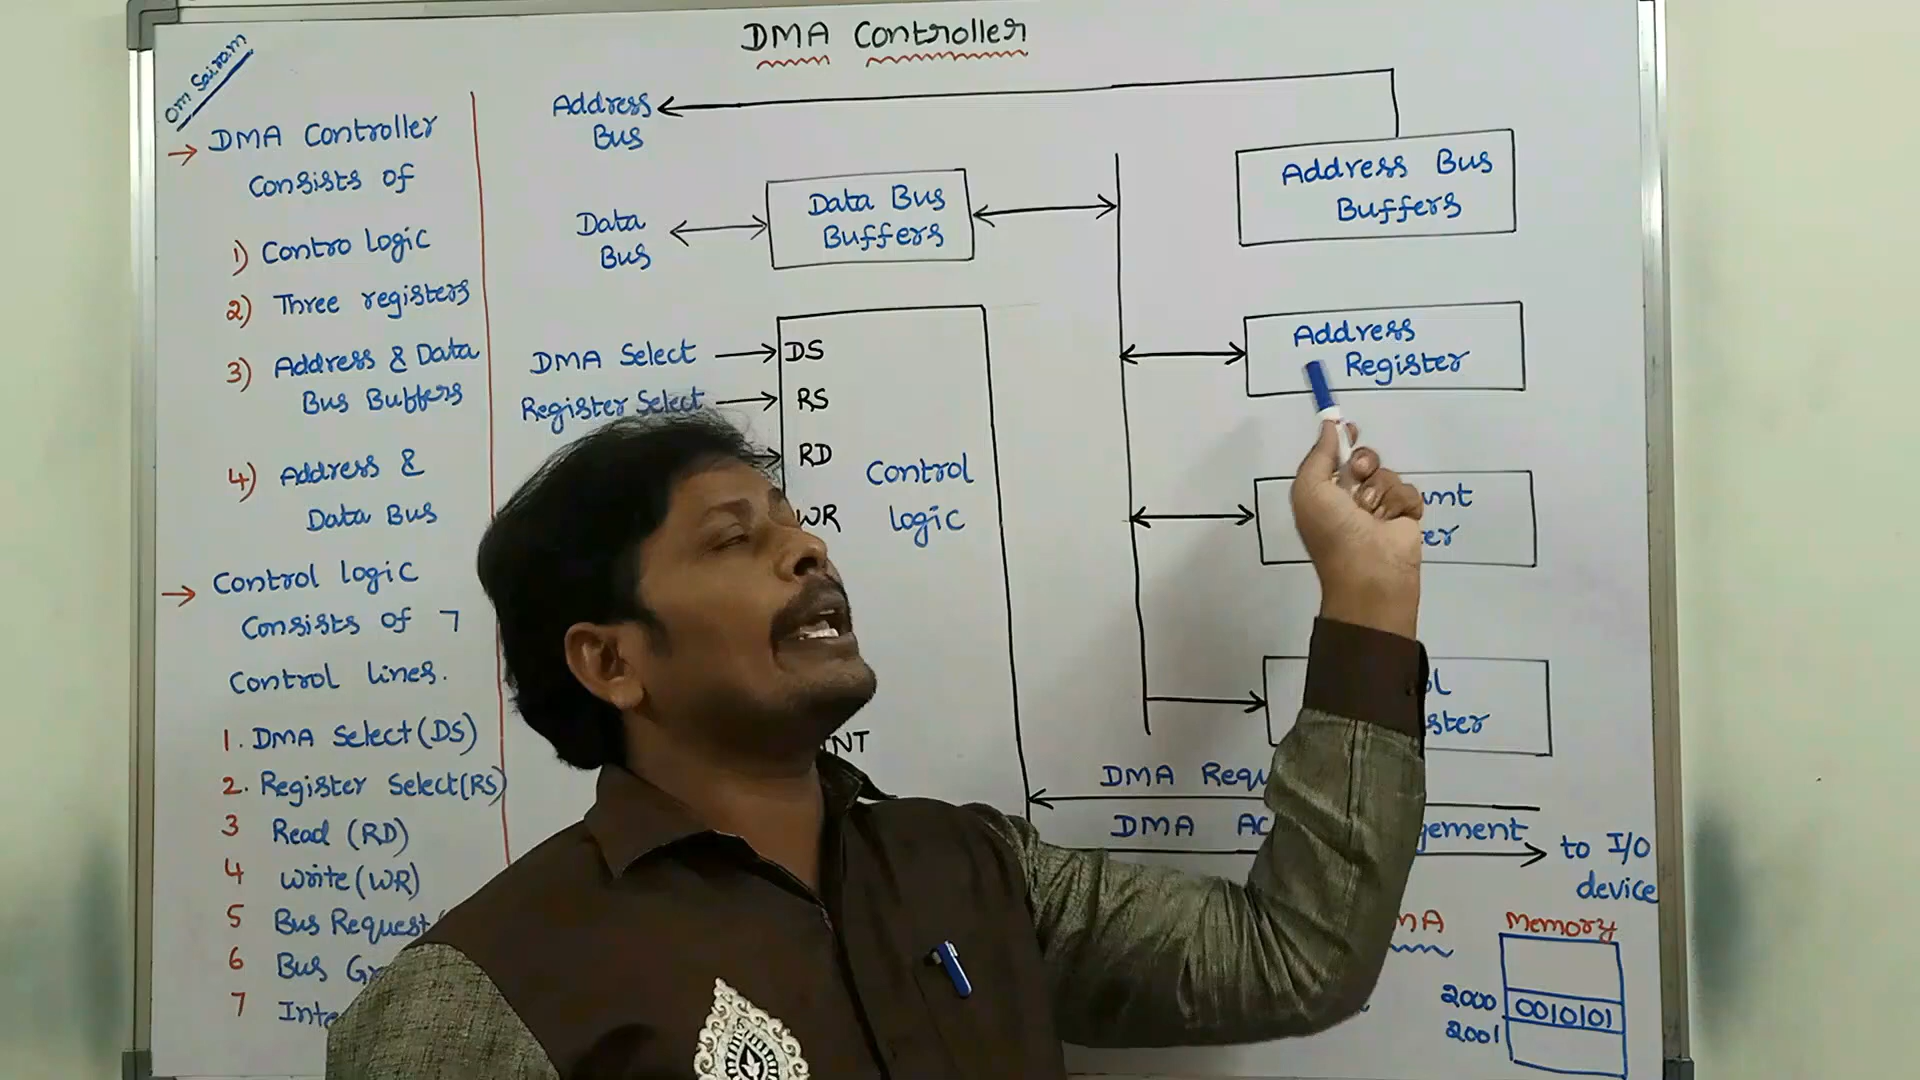 DMA Controller
Om Sairam
→ DMA Controller
Consists of
1) Contro logic
2) Three registers
3) Address & Data
Bus Buffers
4) Address &
Data Bus
→ Control logic
Consists of 7
Control lines.
1. DMA Select (DS)
2. Register Select (RS)
3 Read (RD)
4 Write (WR)
5 Bus Request
6 Bus
7
Address
Bus
Data
Bus
Data Bus
Buffers
Address Bus
Buffers
DMA Select
DS
Register Select
RS
RD
WR
Control
logic
Address
Register
DMA
DMA
to I/O
device
Memory
2000
0010101
2001